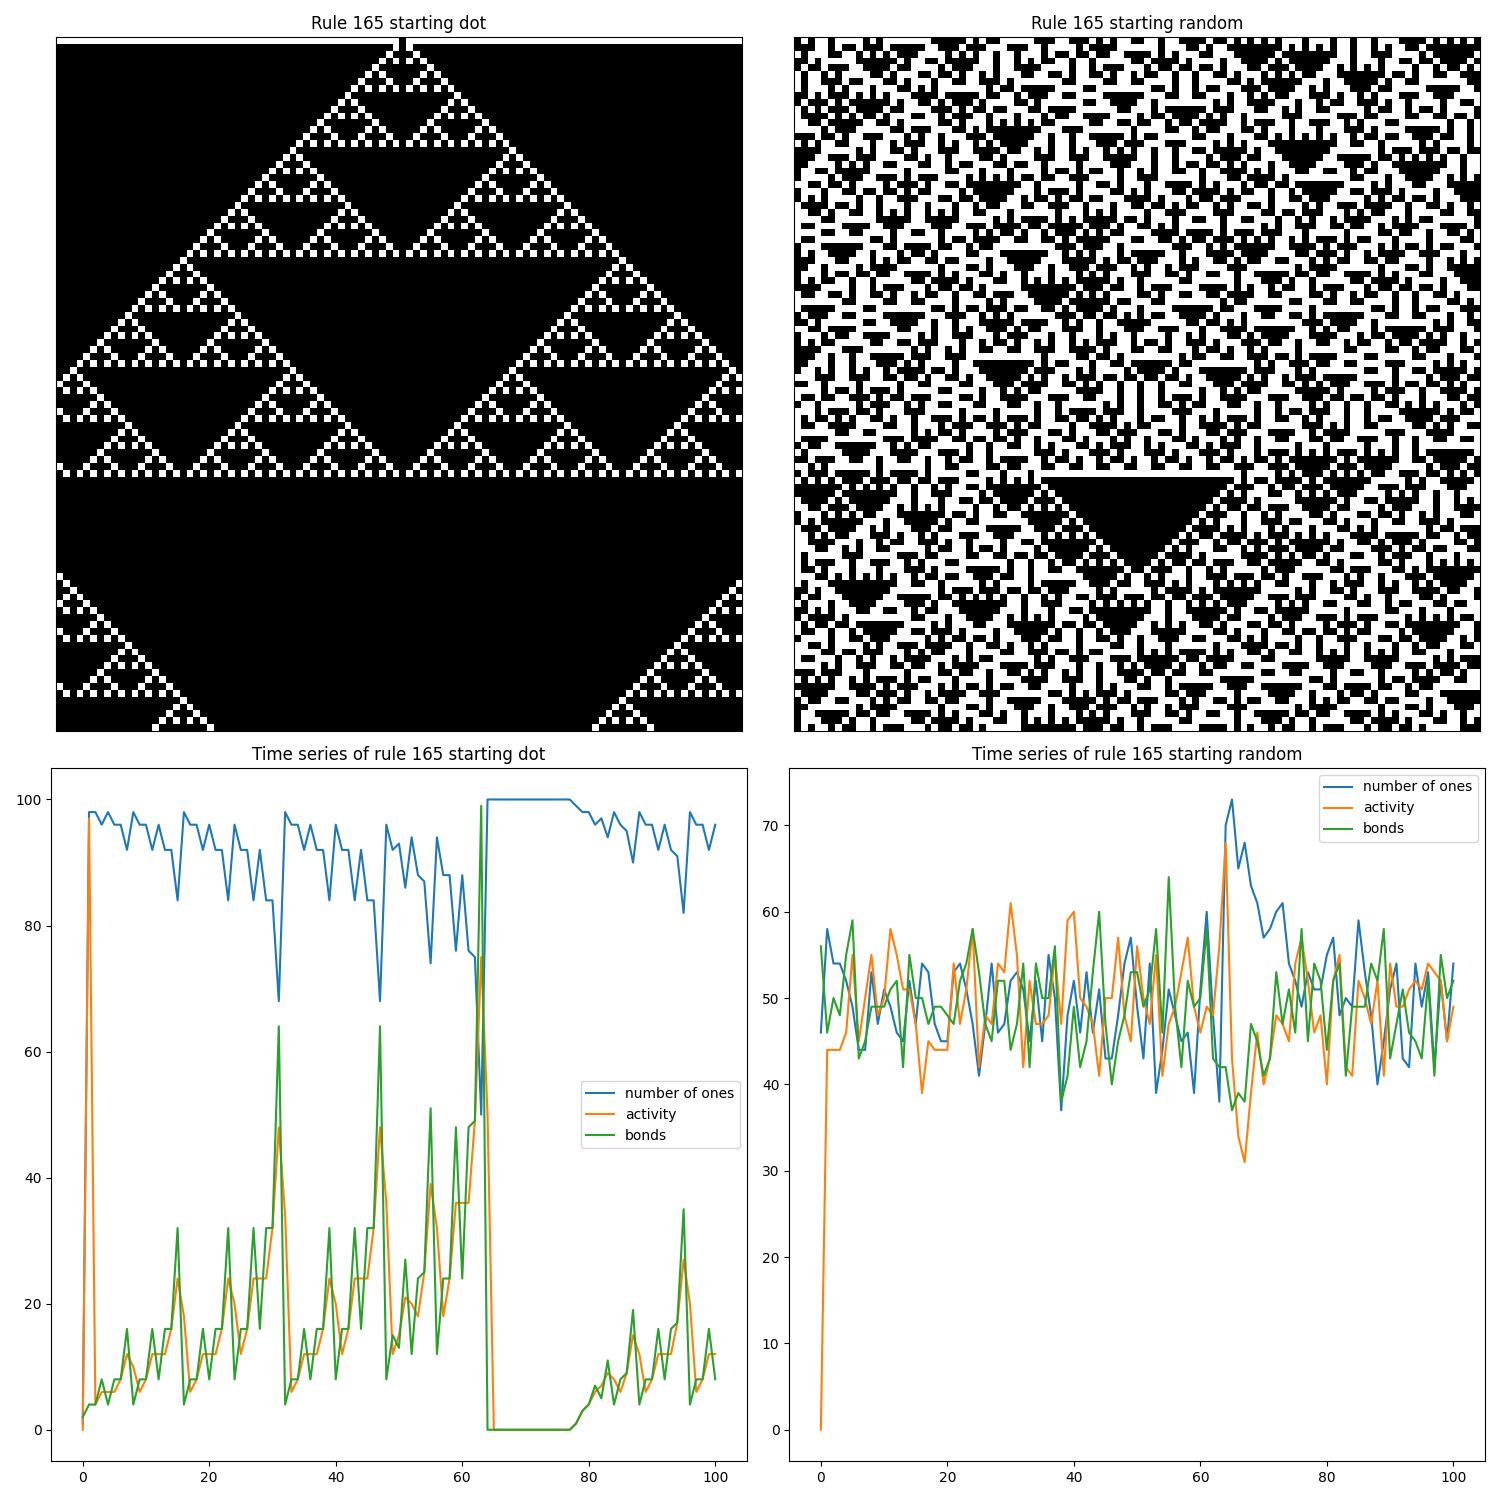 Rule 165 starting dot
Rule 165 starting random
Time series of rule 165 starting dot
100
80
60
40
20
0
number of ones
activity
bonds
0 20 40 60 80 100
Time series of rule 165 starting random
number of ones
activity
bonds
70
60
50
40
30
20
10
0
0 20 40 60 80 100